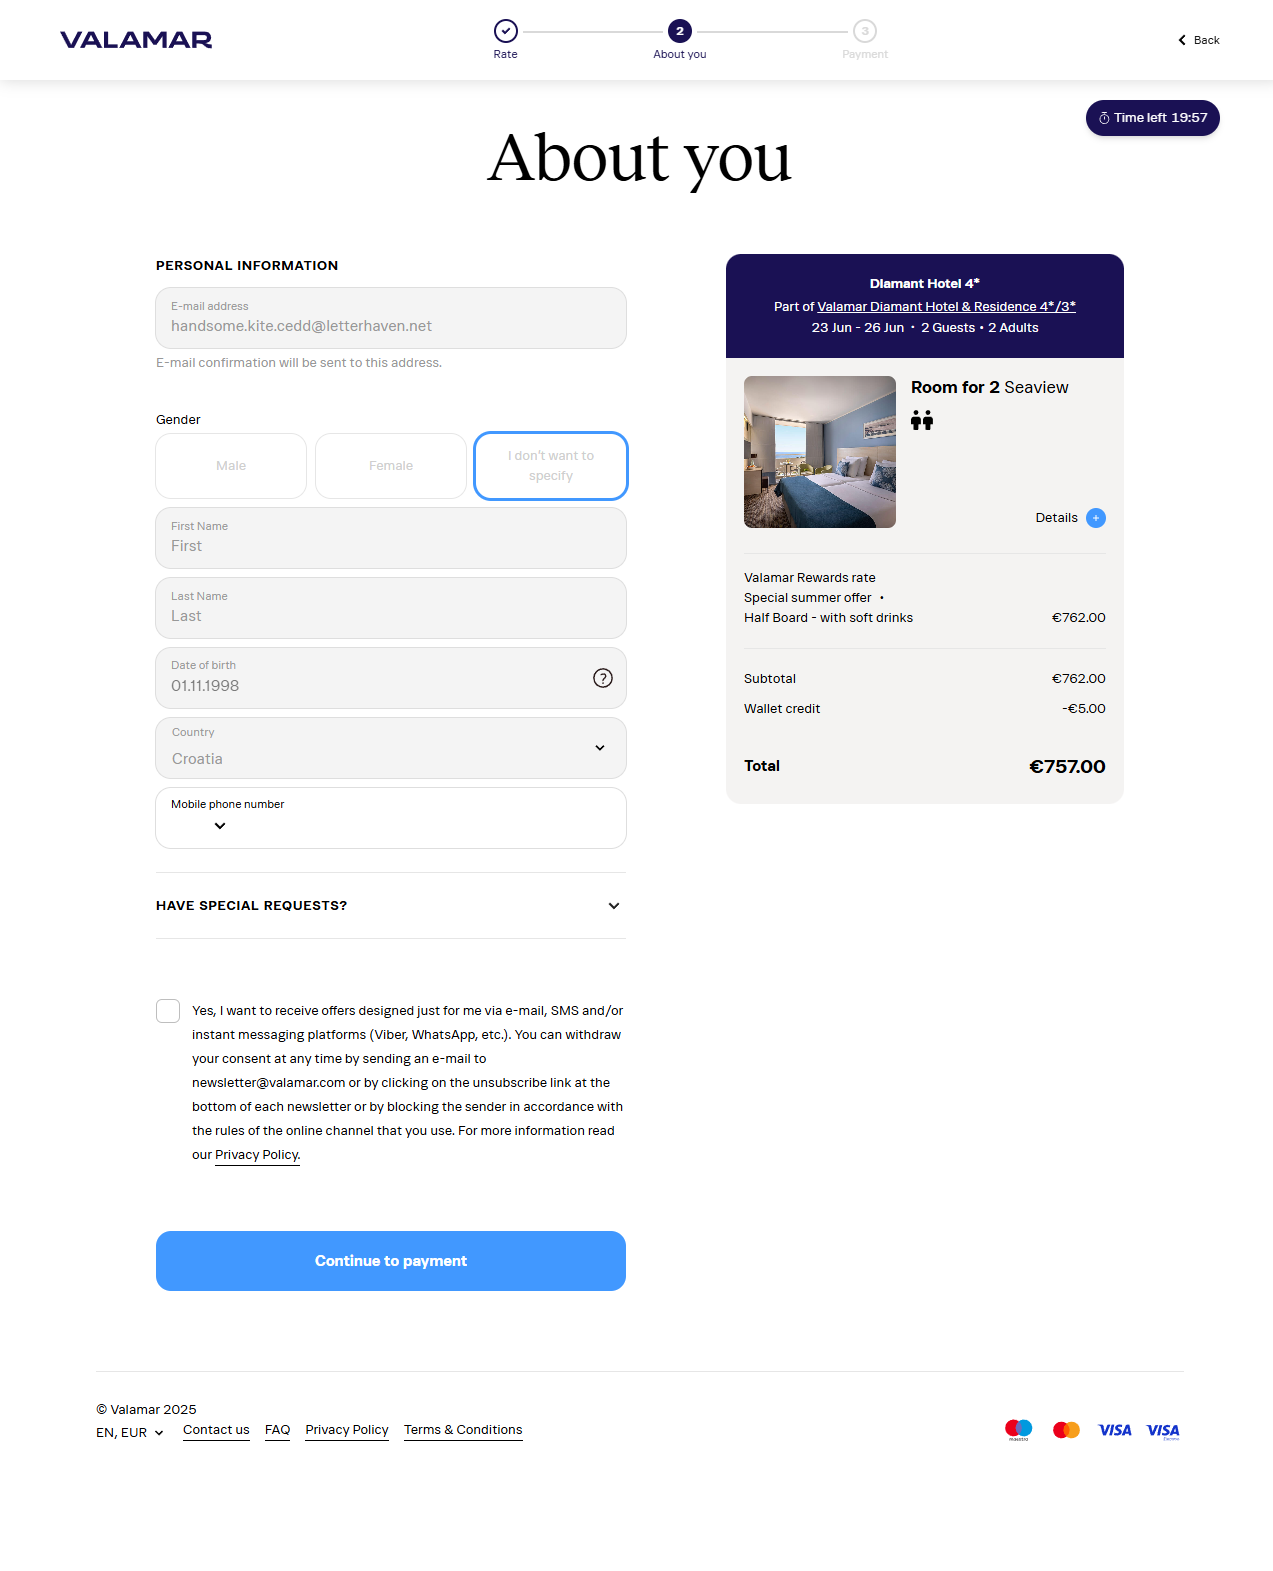 VALAMAR
Rate
2
About you
3
Payment
Back
Time left 19:57
About you
PERSONAL INFORMATION
E-mail address
handsome.kite.cedd@letterhaven.net
E-mail confirmation will be sent to this address.
Gender
Male
Female
I don't want to
specify
First Name
First
Last Name
Last
Date of birth
01.11.1998
?
Country
Croatia
Mobile phone number
HAVE SPECIAL REQUESTS?
Yes, I want to receive offers designed just for me via e-mail, SMS and/or
instant messaging platforms (Viber, WhatsApp, etc.). You can withdraw
your consent at any time by sending an e-mail to
newsletter@valamar.com or by clicking on the unsubscribe link at the
bottom of each newsletter or by blocking the sender in accordance with
the rules of the online channel that you use. For more information read
our Privacy Policy.
Continue to payment
Diamant Hotel 4*
Part of Valamar Diamant Hotel & Residence 4*/3*
23 Jun - 26 Jun • 2 Guests • 2 Adults
Room for 2 Seaview
Details +
Valamar Rewards rate
Special summer offer •
Half Board - with soft drinks €762.00
Subtotal €762.00
Wallet credit -€5.00
Total €757.00
© Valamar 2025
EN, EUR Contact us FAQ Privacy Policy Terms & Conditions
maestro
VISA
VISA
Electron